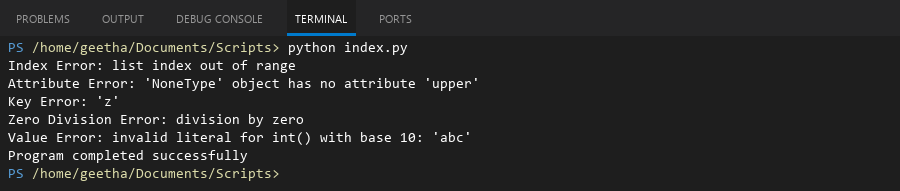 PROBLEMS OUTPUT DEBUG CONSOLE TERMINAL PORTS
PS /home/geetha/Documents/Scripts> python index.py
Index Error: list index out of range
Attribute Error: 'NoneType' object has no attribute 'upper'
Key Error: 'z'
Zero Division Error: division by zero
Value Error: invalid literal for int() with base 10: 'abc'
Program completed successfully
PS /home/geetha/Documents/Scripts>